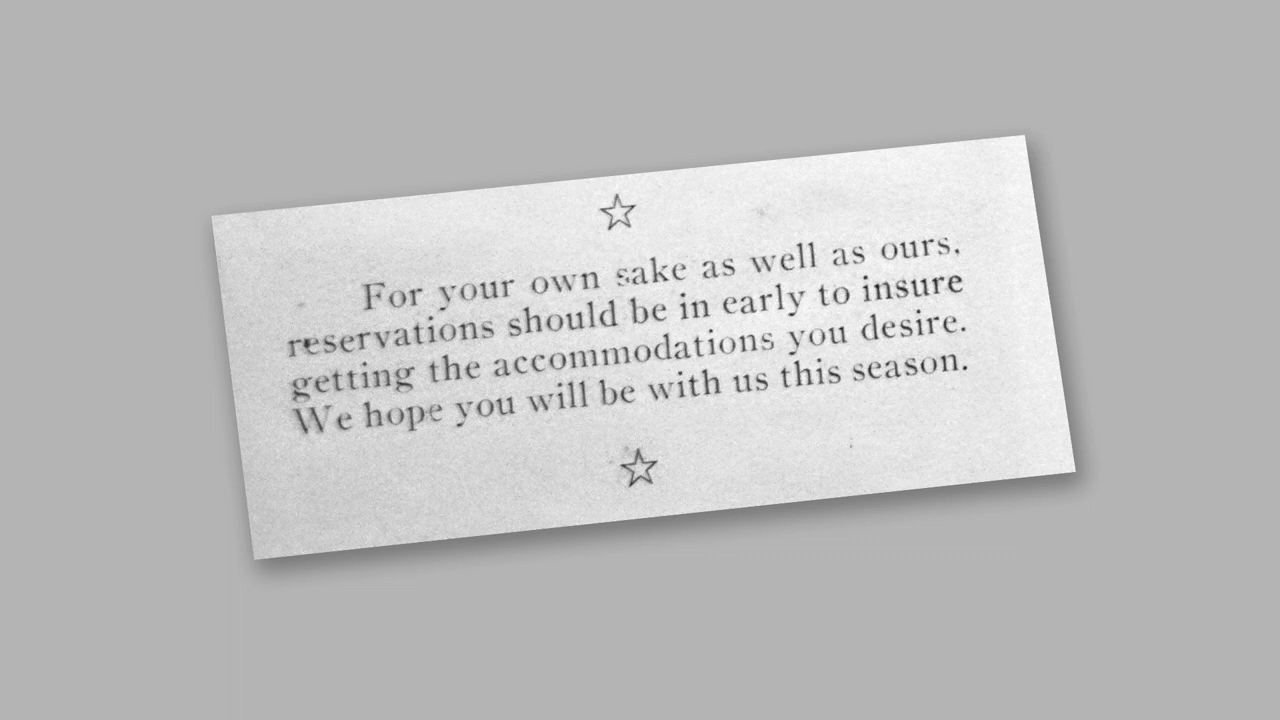 For your own sake as well as ours,
reservations should be in early to insure
getting the accommodations you desire.
We hope you will be with us this season.